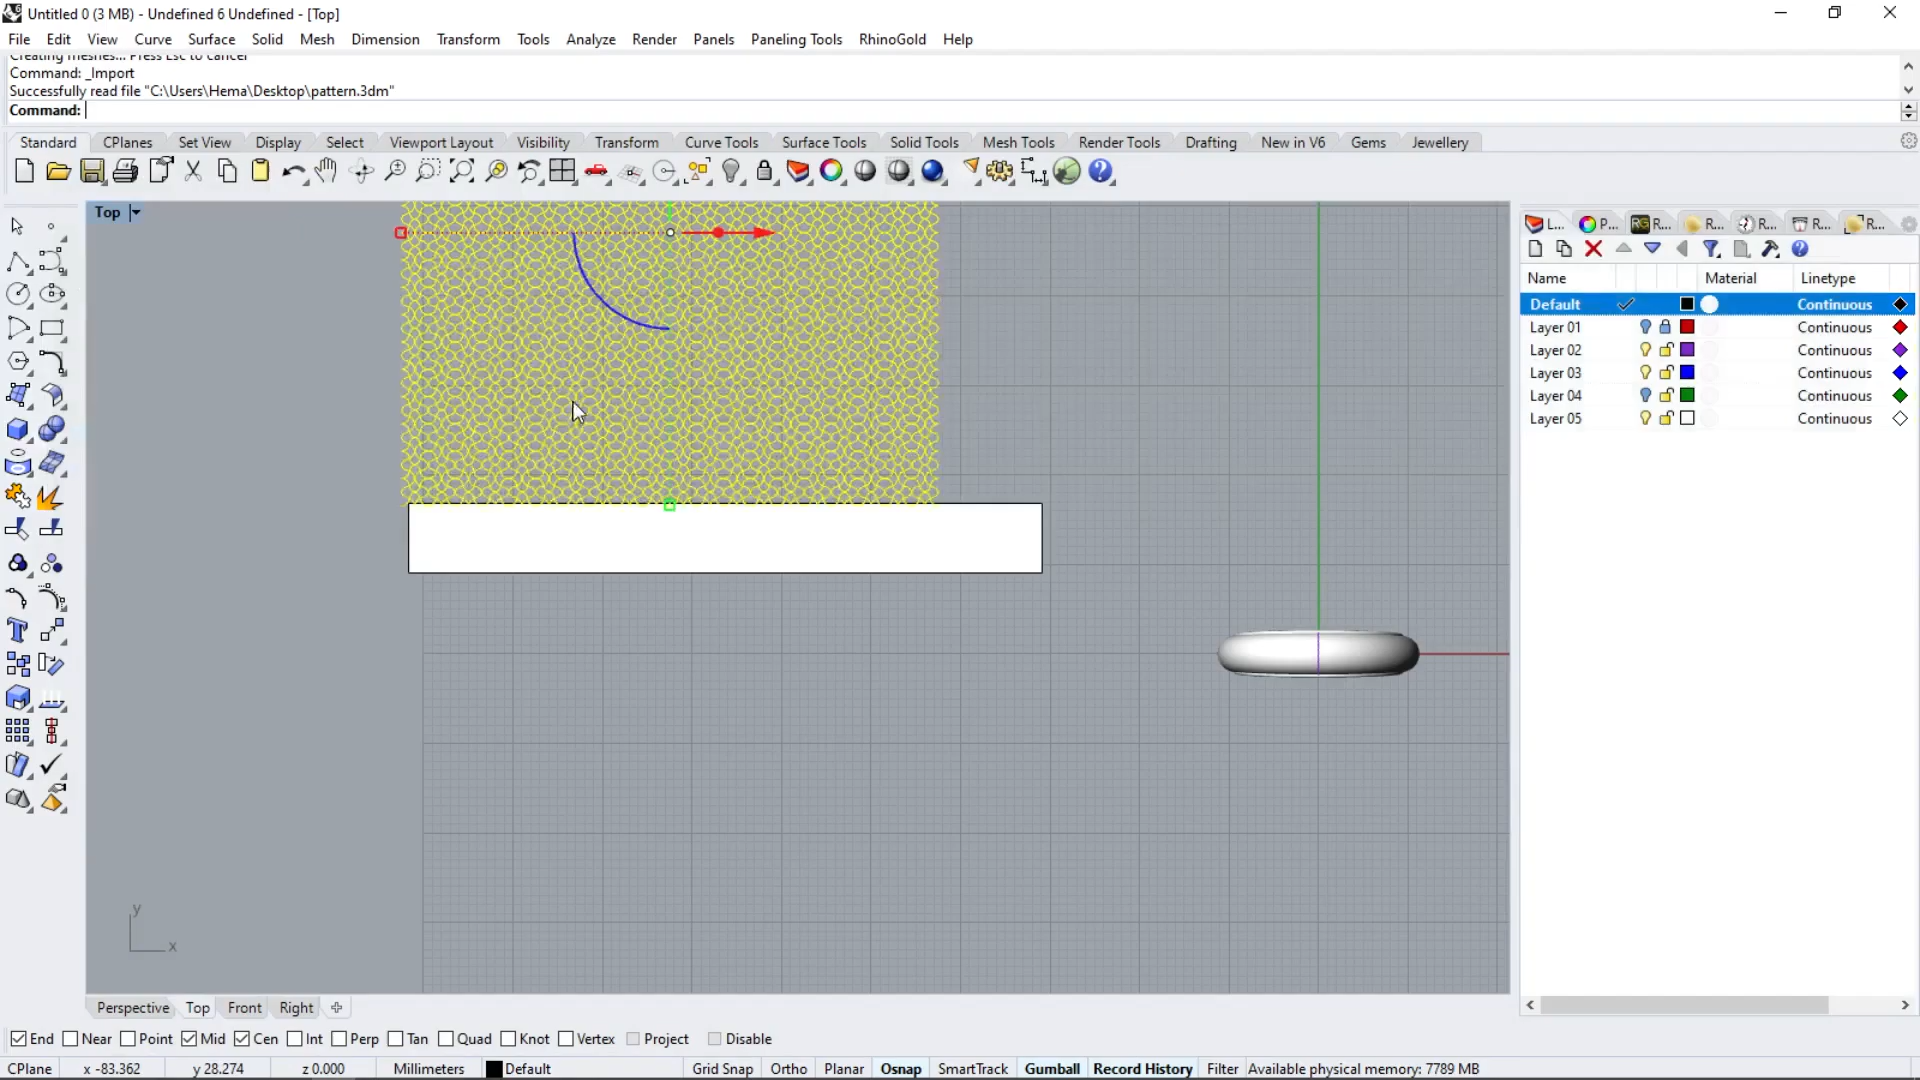 Untitled 0 (3 MB) - Undefined 6 Undefined - [Top]
File Edit View Curve Surface Solid Mesh Dimension Transform Tools Analyze Render Panels Paneling Tools RhinoGold Help
Creating meshes... Press Esc to cancel
Command: _Import
Successfully read file "C:\Users\Hema\Desktop\pattern.3dm"
Command:
Standard CPlanes Set View Display Select Viewport Layout Visibility Transform Curve Tools Surface Tools Solid Tools Mesh Tools Render Tools Drafting New in V6 Gems Jewellery
Top
L... P... R... R... R... R... R...
Name Material Linetype
Default Continuous
Layer 01 Continuous
Layer 02 Continuous
Layer 03 Continuous
Layer 04 Continuous
Layer 05 Continuous
y
x
Perspective Top Front Right
End Near Point Mid Cen Int Perp Tan Quad Knot Vertex Project Disable
CPlane x -83.362 y 28.274 z 0.000 Millimeters Default Grid Snap Ortho Planar Osnap SmartTrack Gumball Record History Filter Available physical memory: 7789 MB